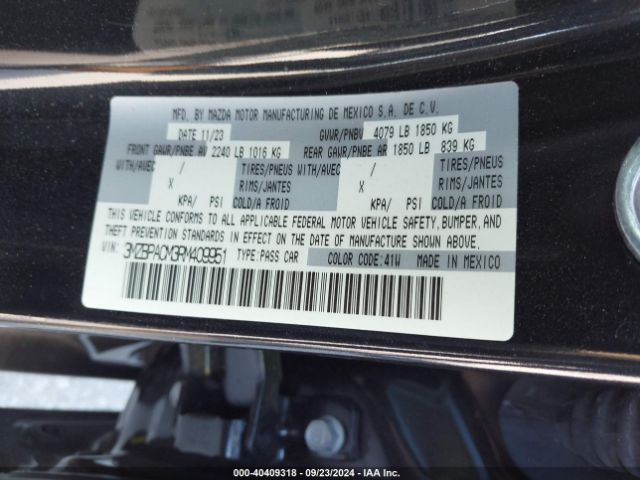 MFD. BY MAZDA MOTOR MANUFACTURING DE MEXICO S.A. DE C.V.
DATE 11/23 GVWR/PNBV 4079 LB 1850 KG
FRONT GAWR/PNBE AV 2240 LB 1016 KG REAR GAWR/PNBE AR 1850 LB 839 KG
WITH/AVEC / TIRES/PNEUS WITH/AVEC / TIRES/PNEUS
X RIMS/JANTES X RIMS/JANTES
KPA/ PSI COLD/A FROID KPA/ PSI COLD/A FROID
THIS VEHICLE CONFORMS TO ALL APPLICABLE FEDERAL MOTOR VEHICLE SAFETY, BUMPER, AND
THEFT PREVENTION STANDARDS IN EFFECT ON THE DATE OF MANUFACTURE SHOWN ABOVE.
VIN: 3MZBPACM3RM409951 TYPE:PASS CAR COLOR CODE:41W MADE IN MEXICO
000-40409318 - 09/23/2024 - IAA Inc.